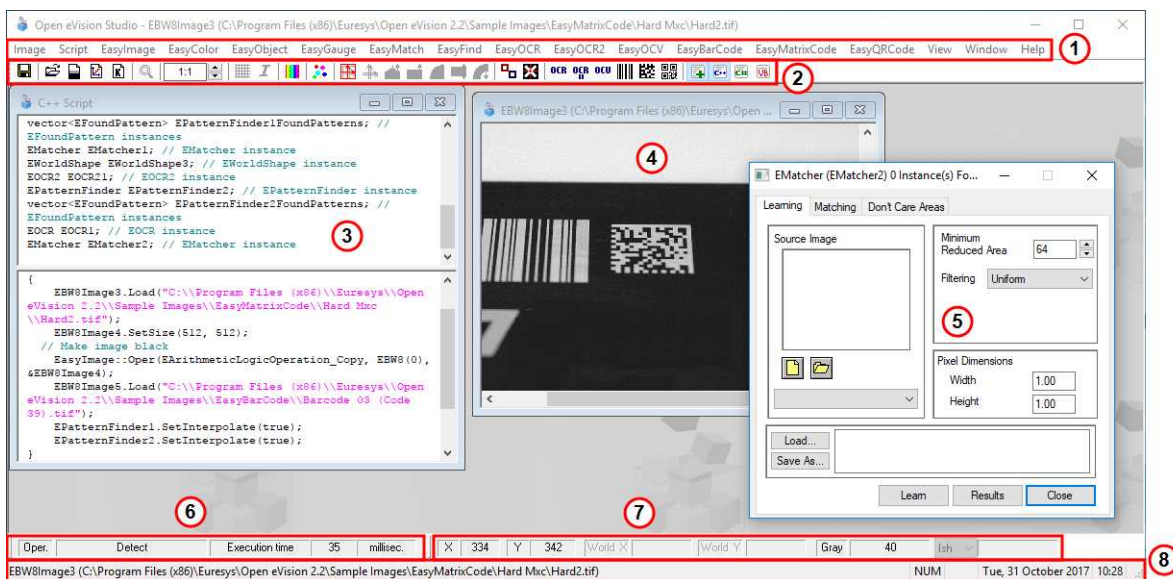 Open eVision Studio - EBW8Image3 (C:\Program Files (x86)\Euresys\Open eVision 2.2\Sample Images\EasyMatrixCode\Hard Mxc\Hard2.tif)
Image Script EasyImage EasyColor EasyObject EasyGauge EasyMatch EasyFind EasyOCR EasyOCR2 EasyOCV EasyBarCode EasyMatrixCode EasyQRCode View Window Help
1
1:1
OCR OCR II OCV C++ C# VB
2
C++ Script
vector<EFoundPattern> EPatternFinder1FoundPatterns; //
EFoundPattern instances
EMatcher EMatcher1; // EMatcher instance
EWorldShape EWorldShape3; // EWorldShape instance
EOCR2 EOCR21; // EOCR2 instance
EPatternFinder EPatternFinder2; // EPatternFinder instance
vector<EFoundPattern> EPatternFinder2FoundPatterns; //
EFoundPattern instances
EOCR EOCR1; // EOCR instance
EMatcher EMatcher2; // EMatcher instance
3
{
EBW8Image3.Load("C:\\Program Files (x86)\\Euresys\\Open
eVision 2.2\\Sample Images\\EasyMatrixCode\\Hard Mxc
\\Hard2.tif");
EBW8Image4.SetSize(512, 512);
// Make image black
EasyImage::Oper(EArithmeticLogicOperation_Copy, EBW8(0),
&EBW8Image4);
EBW8Image5.Load("C:\\Program Files (x86)\\Euresys\\Open
eVision 2.2\\Sample Images\\EasyBarCode\\Barcode 03 (Code
39).tif");
EPatternFinder1.SetInterpolate(true);
EPatternFinder2.SetInterpolate(true);
}
EBW8Image3 (C:\Program Files (x86)\Euresys\Open ...
4
EMatcher (EMatcher2) 0 Instance(s) Fo...
Learning Matching Don't Care Areas
Source Image
Minimum
Reduced Area 64
Filtering Uniform
5
Pixel Dimensions
Width 1.00
Height 1.00
Load...
Save As...
Learn Results Close
6
7
Oper. Detect Execution time 35 millisec.
X 334 Y 342 World X World Y Gray 40 lsh
8
EBW8Image3 (C:\Program Files (x86)\Euresys\Open eVision 2.2\Sample Images\EasyMatrixCode\Hard Mxc\Hard2.tif)
NUM Tue, 31 October 2017 10:28